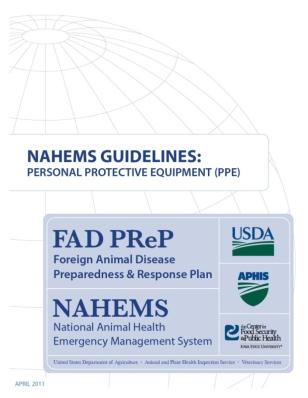 NAHEMS GUIDELINES:
PERSONAL PROTECTIVE EQUIPMENT (PPE)
FAD PReP
Foreign Animal Disease
Preparedness & Response Plan
NAHEMS
National Animal Health
Emergency Management System
USDA
APHIS
the Center for
Food Security
& Public Health
IOWA STATE UNIVERSITY®
United States Department of Agriculture • Animal and Plant Health Inspection Service • Veterinary Services
APRIL 2011